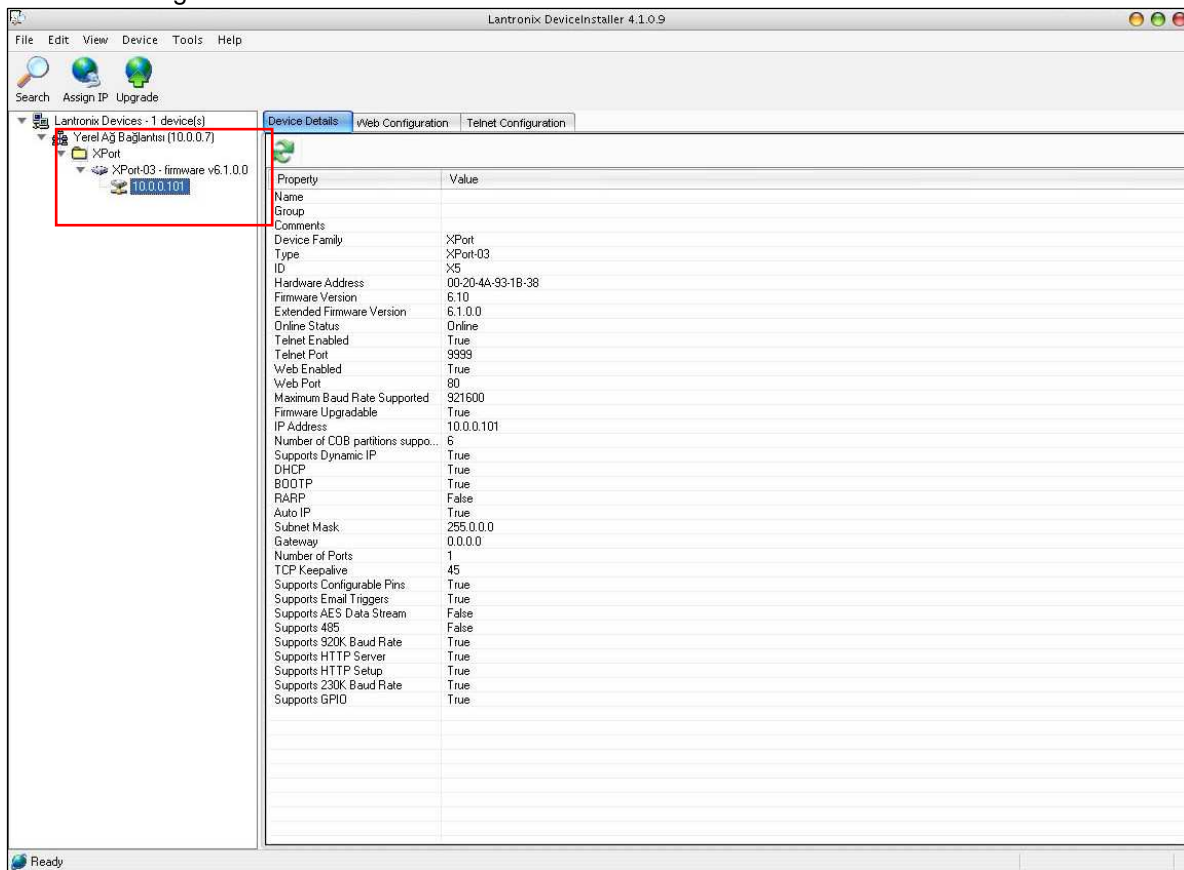 Lantronix DeviceInstaller 4.1.0.9
File Edit View Device Tools Help
Search Assign IP Upgrade
Lantronix Devices - 1 device(s)
Yerel Ağ Bağlantısı (10.0.0.7)
XPort
XPort-03 - firmware v6.1.0.0
10.0.0.101
Device Details Web Configuration Telnet Configuration
Property Value
Name
Group
Comments
Device Family XPort
Type XPort-03
ID X5
Hardware Address 00-20-4A-93-1B-38
Firmware Version 6.10
Extended Firmware Version 6.1.0.0
Online Status Online
Telnet Enabled True
Telnet Port 9999
Web Enabled True
Web Port 80
Maximum Baud Rate Supported 921600
Firmware Upgradable True
IP Address 10.0.0.101
Number of COB partitions suppo... 6
Supports Dynamic IP True
DHCP True
BOOTP True
RARP False
Auto IP True
Subnet Mask 255.0.0.0
Gateway 0.0.0.0
Number of Ports 1
TCP Keepalive 45
Supports Configurable Pins True
Supports Email Triggers True
Supports AES Data Stream False
Supports 485 False
Supports 920K Baud Rate True
Supports HTTP Server True
Supports HTTP Setup True
Supports 230K Baud Rate True
Supports GPIO True
Ready